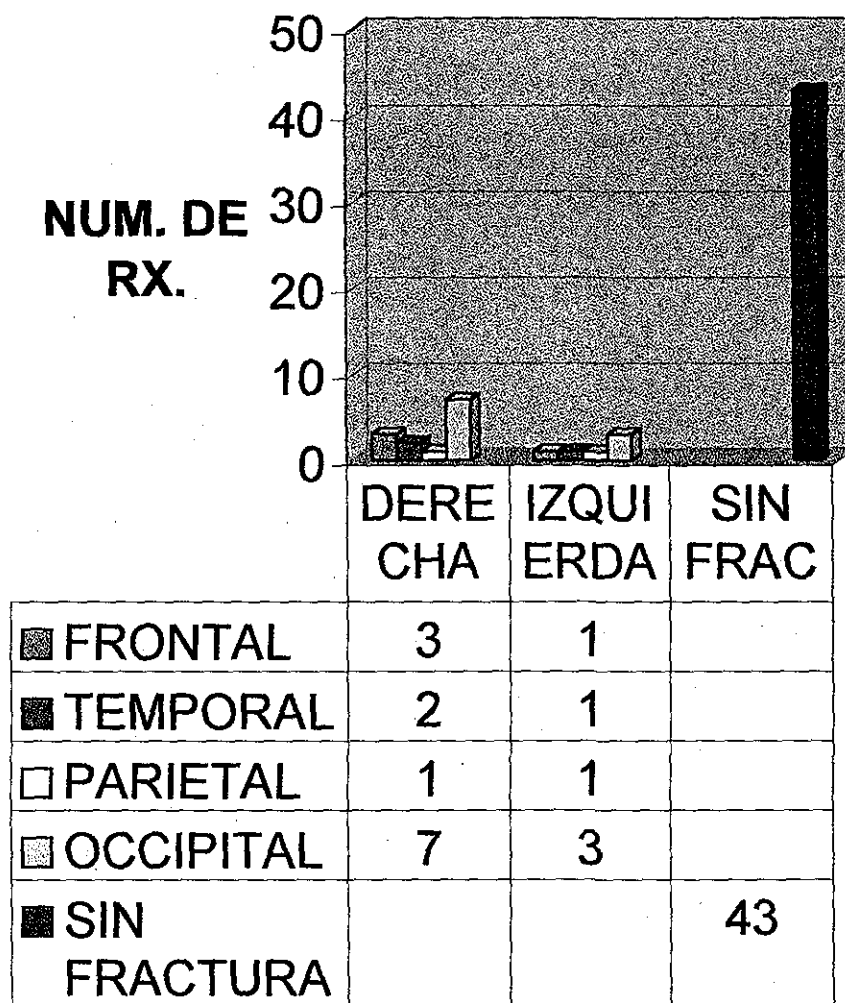 50
40
30
20
10
0
NUM. DE
RX.
DERE
CHA
IZQUI
ERDA
SIN
FRAC
FRONTAL 3 1
TEMPORAL 2 1
PARIETAL 1 1
OCCIPITAL 7 3
SIN
FRACTURA 43